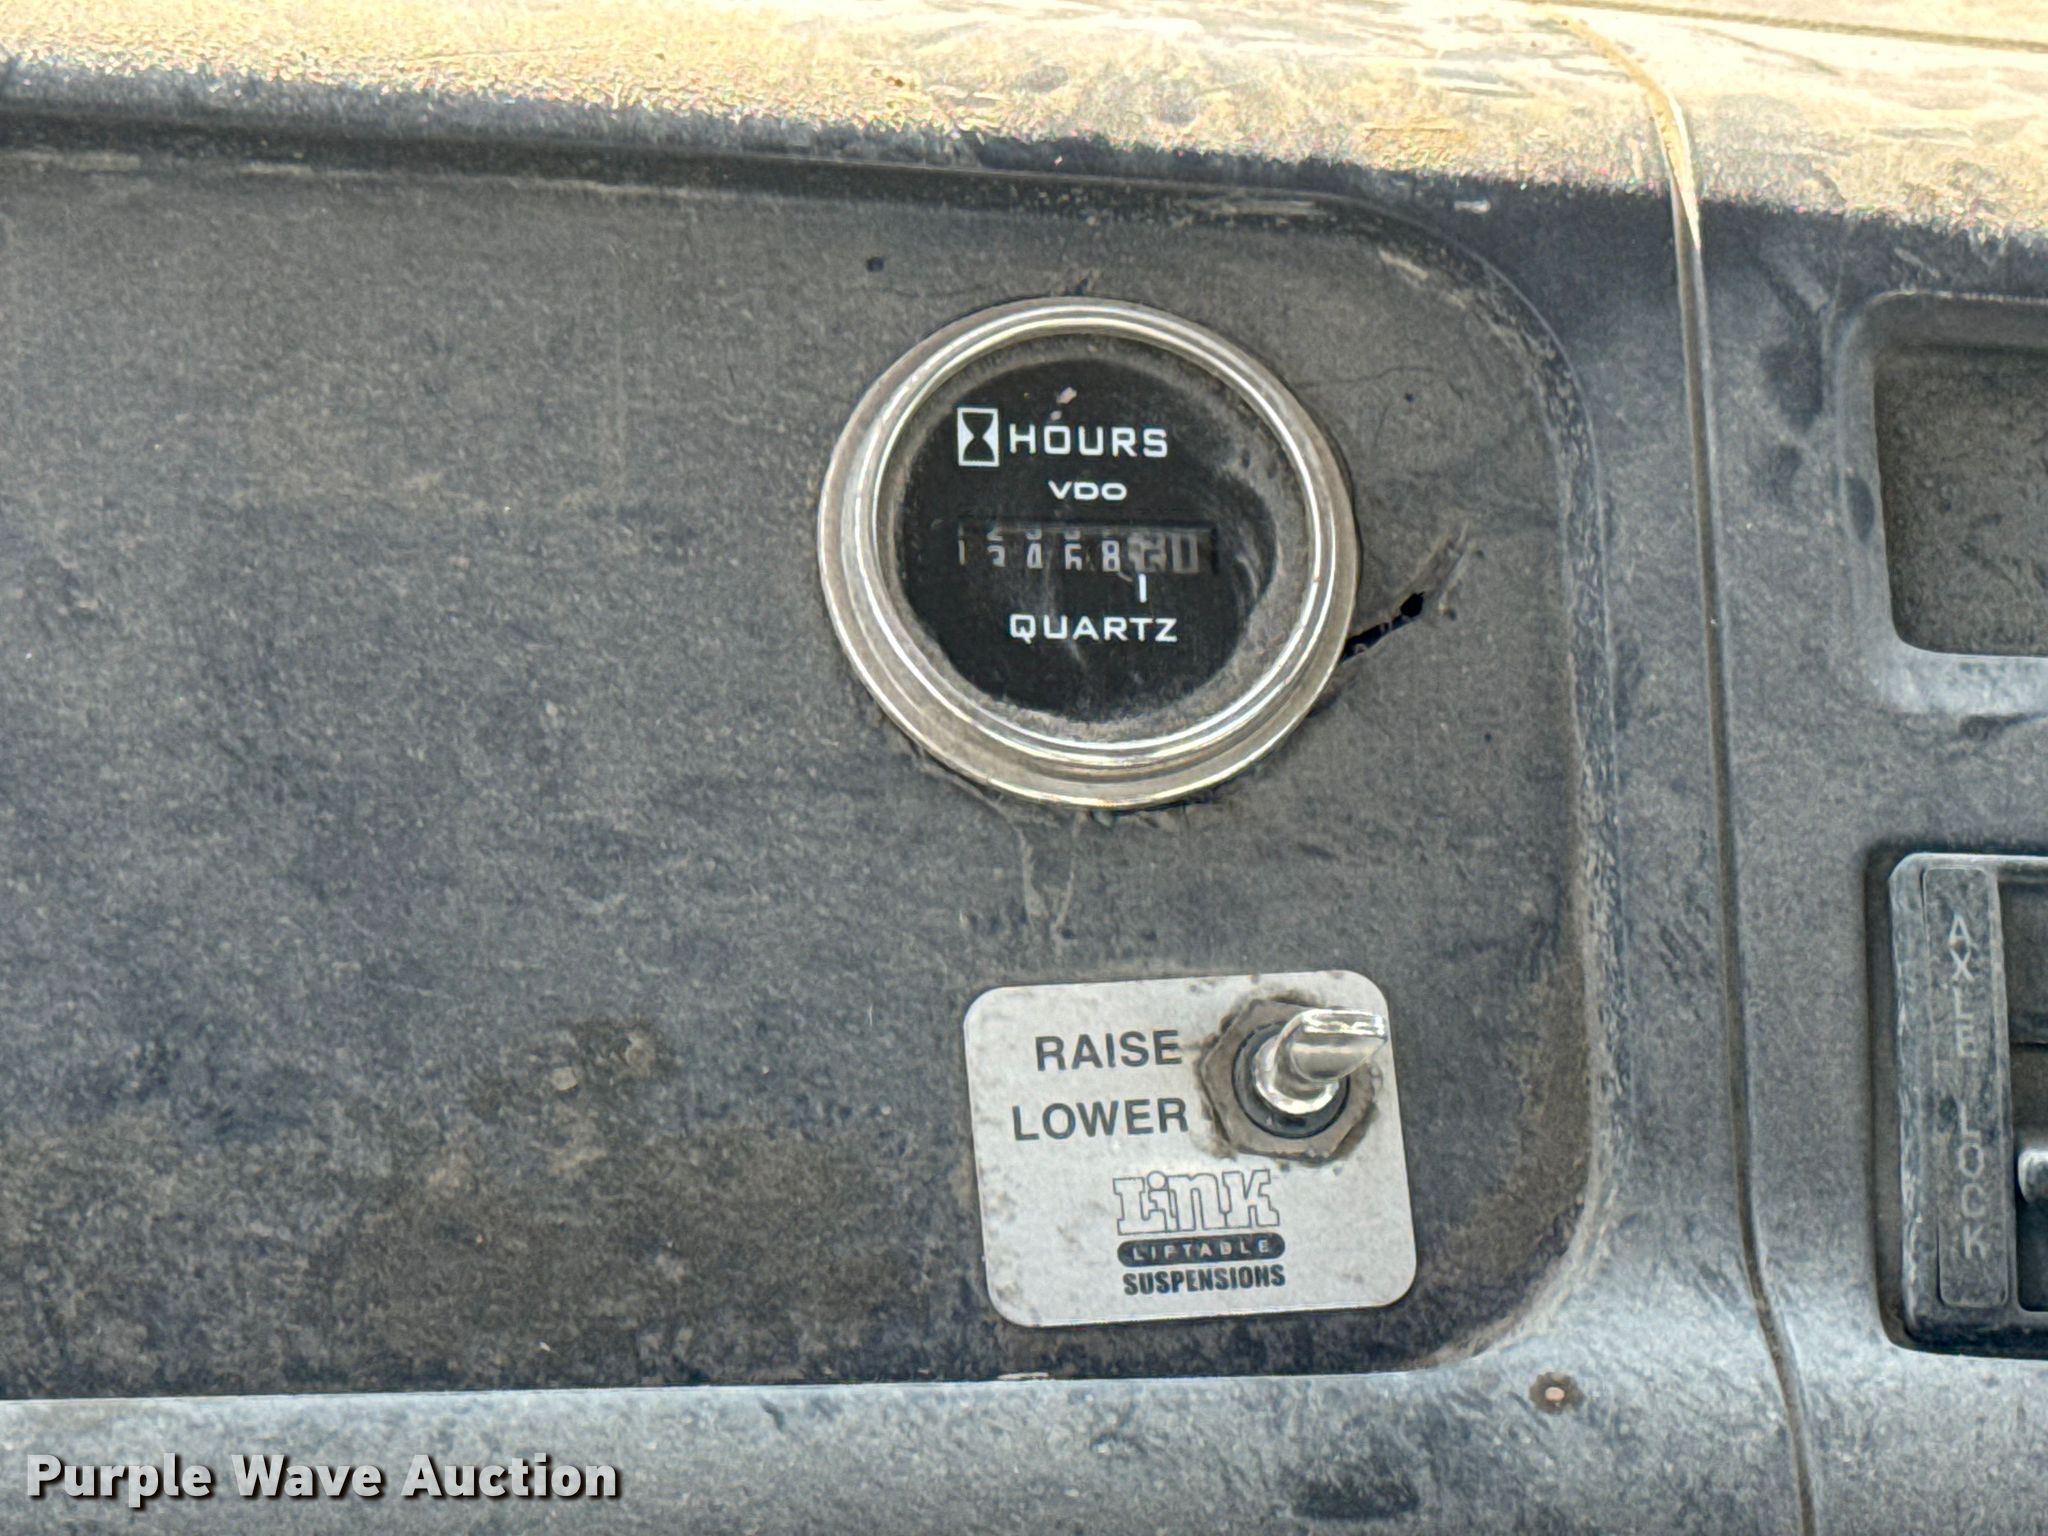 HOURS
VDO
QUARTZ
RAISE
LOWER
Link
LIFTABLE
SUSPENSIONS
AXLE LOCK
Purple Wave Auction